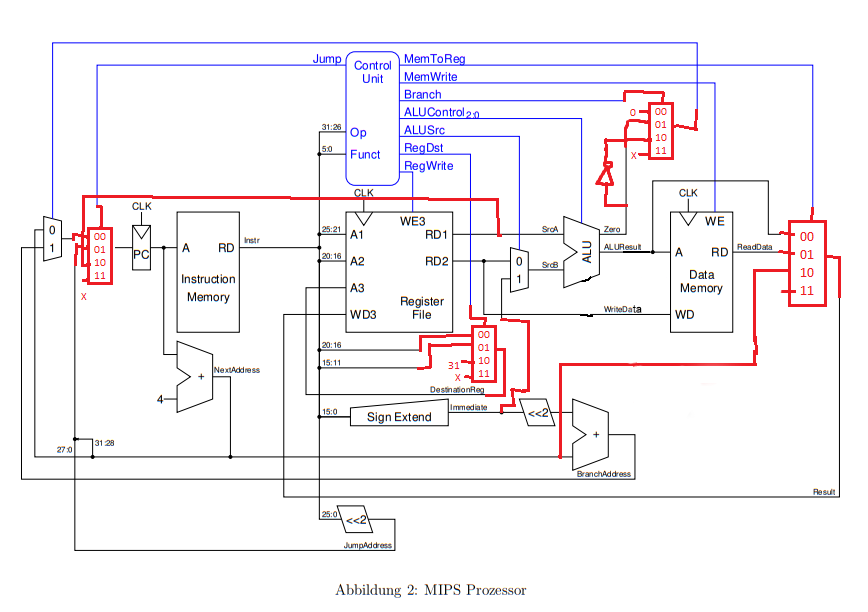 Jump
Control
Unit
MemToReg
MemWrite
Branch
ALUControl2:0
ALUSrc
RegDst
RegWrite
31:26
Op
5:0
Funct
0
00
01
10
11
X
CLK
CLK
CLK
0
1
00
01
10
11
X
PC
A
RD
Instr
Instruction
Memory
25:21
20:16
A1
A2
A3
WD3
WE3
RD1
RD2
Register
File
SrcA
SrcB
0
1
ALU
Zero
ALUResult
WriteData
A
RD
WE
ReadData
Data
Memory
WD
00
01
10
11
20:16
15:11
00
01
31
10
X
11
DestinationReg
4
+
NextAddress
15:0
Sign Extend
Immediate
<<2
+
BranchAddress
31:28
27:0
Result
25:0
<<2
JumpAddress
Abbildung 2: MIPS Prozessor